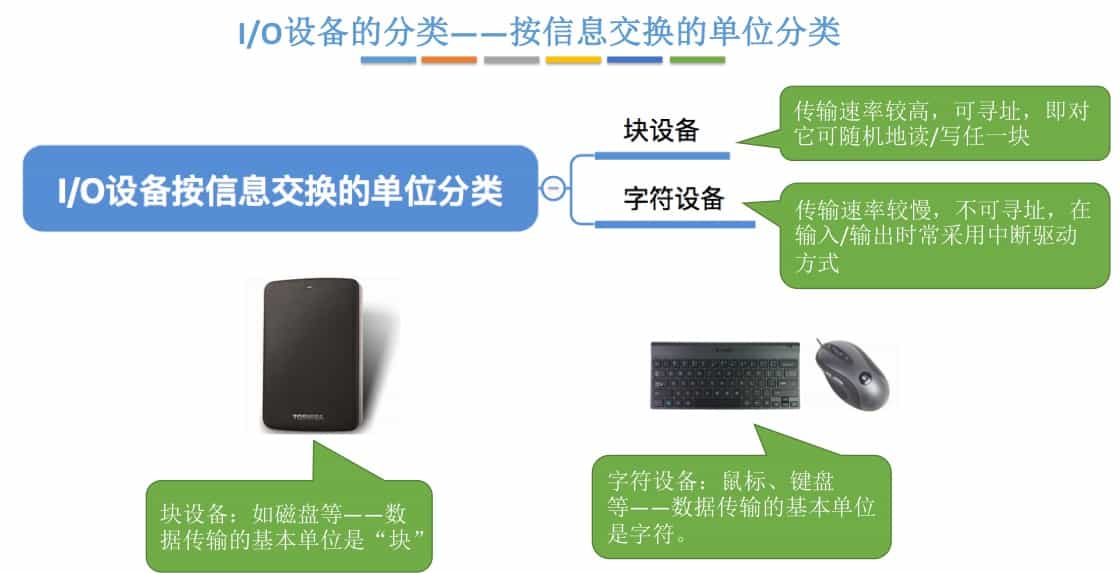 I/O设备的分类——按信息交换的单位分类
I/O设备按信息交换的单位分类
块设备
传输速率较高，可寻址，即对
它可随机地读/写任一块
字符设备
传输速率较慢，不可寻址，在
输入/输出时常采用中断驱动
方式
TOSHIBA
块设备：如磁盘等——数
据传输的基本单位是“块”
字符设备：鼠标、键盘
等——数据传输的基本单位
是字符。